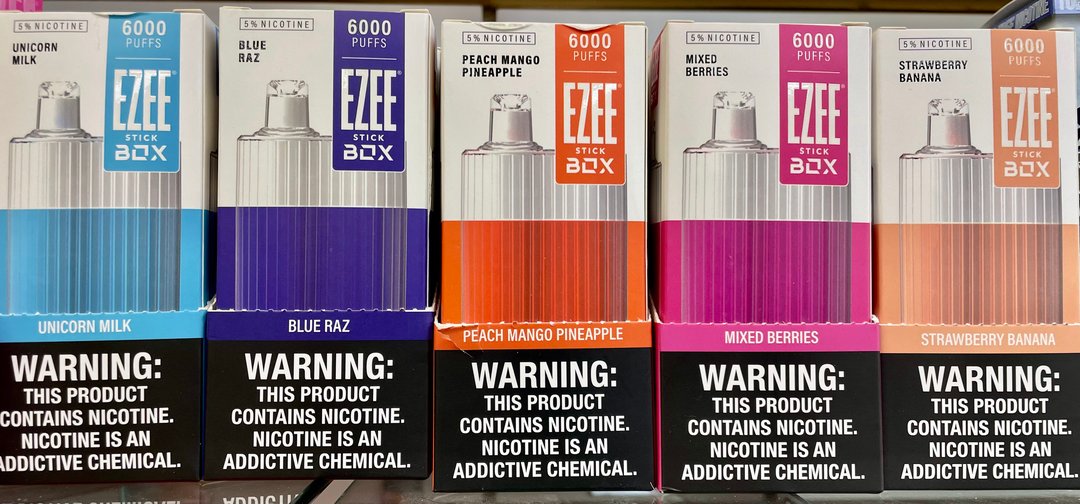 5% NICOTINE
6000
PUFFS
UNICORN
MILK
EZEE
STICK
BOX
UNICORN MILK
WARNING:
THIS PRODUCT
CONTAINS NICOTINE.
NICOTINE IS AN
ADDICTIVE CHEMICAL.
5% NICOTINE
6000
PUFFS
BLUE
RAZ
EZEE
STICK
BOX
BLUE RAZ
WARNING:
THIS PRODUCT
CONTAINS NICOTINE.
NICOTINE IS AN
ADDICTIVE CHEMICAL.
5% NICOTINE
6000
PUFFS
PEACH MANGO
PINEAPPLE
EZEE
STICK
BOX
PEACH MANGO PINEAPPLE
WARNING:
THIS PRODUCT
CONTAINS NICOTINE.
NICOTINE IS AN
ADDICTIVE CHEMICAL.
5% NICOTINE
6000
PUFFS
MIXED
BERRIES
EZEE
STICK
BOX
MIXED BERRIES
WARNING:
THIS PRODUCT
CONTAINS NICOTINE.
NICOTINE IS AN
ADDICTIVE CHEMICAL.
5% NICOTINE
6000
PUFFS
STRAWBERRY
BANANA
EZEE
STICK
BOX
STRAWBERRY BANANA
WARNING:
THIS PRODUCT
CONTAINS NICOTINE.
NICOTINE IS AN
ADDICTIVE CHEMICAL.